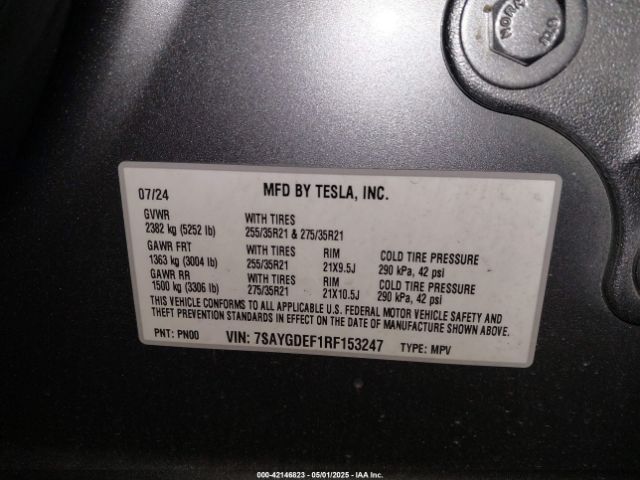 07/24 MFD BY TESLA, INC.
GVWR WITH TIRES
2382 kg (5252 lb) 255/35R21 & 275/35R21
GAWR FRT WITH TIRES RIM COLD TIRE PRESSURE
1363 kg (3004 lb) 255/35R21 21X9.5J 290 kPa, 42 psi
GAWR RR WITH TIRES RIM COLD TIRE PRESSURE
1500 kg (3306 lb) 275/35R21 21X10.5J 290 kPa, 42 psi
THIS VEHICLE CONFORMS TO ALL APPLICABLE U.S. FEDERAL MOTOR VEHICLE SAFETY AND
THEFT PREVENTION STANDARDS IN EFFECT ON THE DATE OF MANUFACTURE SHOWN ABOVE.
PNT: PN00 VIN: 7SAYGDEF1RF153247 TYPE: MPV
000-42146823 - 05/01/2025 - IAA Inc.